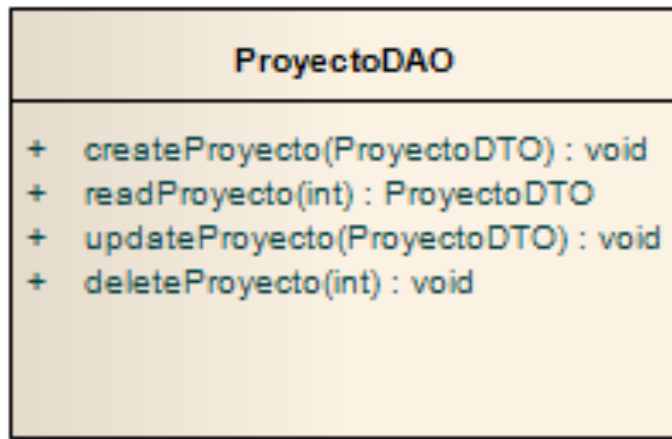 ProyectoDAO
+ createProyecto(ProyectoDTO) : void
+ readProyecto(int) : ProyectoDTO
+ updateProyecto(ProyectoDTO) : void
+ deleteProyecto(int) : void